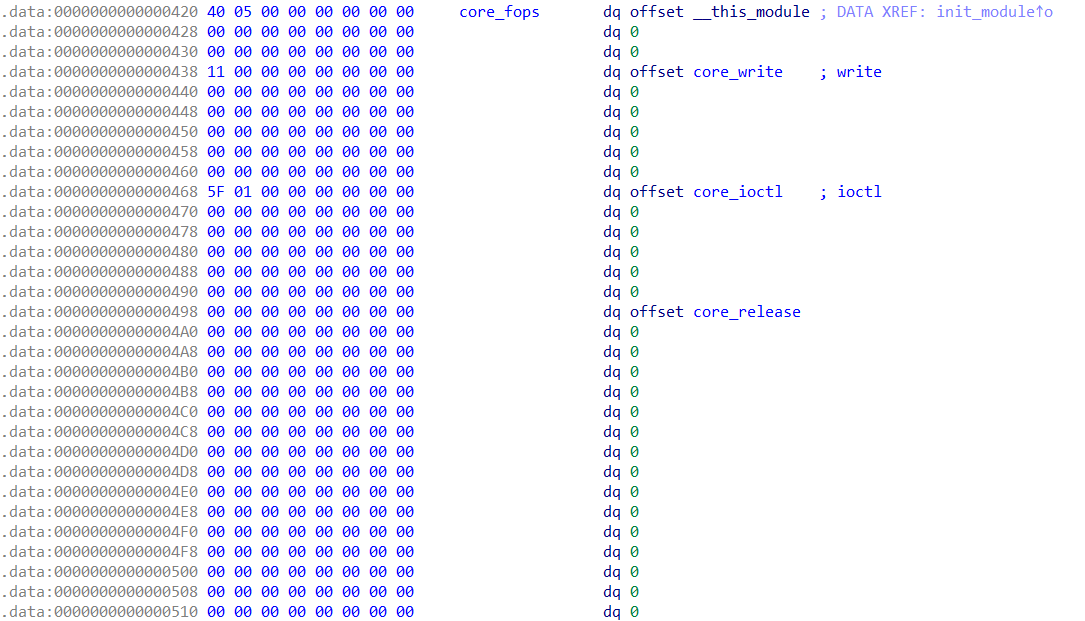 .data:0000000000000420 40 05 00 00 00 00 00 00 core_fops dq offset __this_module ; DATA XREF: init_module↑o
.data:0000000000000428 00 00 00 00 00 00 00 00 dq 0
.data:0000000000000430 00 00 00 00 00 00 00 00 dq 0
.data:0000000000000438 11 00 00 00 00 00 00 00 dq offset core_write ; write
.data:0000000000000440 00 00 00 00 00 00 00 00 dq 0
.data:0000000000000448 00 00 00 00 00 00 00 00 dq 0
.data:0000000000000450 00 00 00 00 00 00 00 00 dq 0
.data:0000000000000458 00 00 00 00 00 00 00 00 dq 0
.data:0000000000000460 00 00 00 00 00 00 00 00 dq 0
.data:0000000000000468 5F 01 00 00 00 00 00 00 dq offset core_ioctl ; ioctl
.data:0000000000000470 00 00 00 00 00 00 00 00 dq 0
.data:0000000000000478 00 00 00 00 00 00 00 00 dq 0
.data:0000000000000480 00 00 00 00 00 00 00 00 dq 0
.data:0000000000000488 00 00 00 00 00 00 00 00 dq 0
.data:0000000000000490 00 00 00 00 00 00 00 00 dq 0
.data:0000000000000498 00 00 00 00 00 00 00 00 dq offset core_release
.data:00000000000004A0 00 00 00 00 00 00 00 00 dq 0
.data:00000000000004A8 00 00 00 00 00 00 00 00 dq 0
.data:00000000000004B0 00 00 00 00 00 00 00 00 dq 0
.data:00000000000004B8 00 00 00 00 00 00 00 00 dq 0
.data:00000000000004C0 00 00 00 00 00 00 00 00 dq 0
.data:00000000000004C8 00 00 00 00 00 00 00 00 dq 0
.data:00000000000004D0 00 00 00 00 00 00 00 00 dq 0
.data:00000000000004D8 00 00 00 00 00 00 00 00 dq 0
.data:00000000000004E0 00 00 00 00 00 00 00 00 dq 0
.data:00000000000004E8 00 00 00 00 00 00 00 00 dq 0
.data:00000000000004F0 00 00 00 00 00 00 00 00 dq 0
.data:00000000000004F8 00 00 00 00 00 00 00 00 dq 0
.data:0000000000000500 00 00 00 00 00 00 00 00 dq 0
.data:0000000000000508 00 00 00 00 00 00 00 00 dq 0
.data:0000000000000510 00 00 00 00 00 00 00 00 dq 0